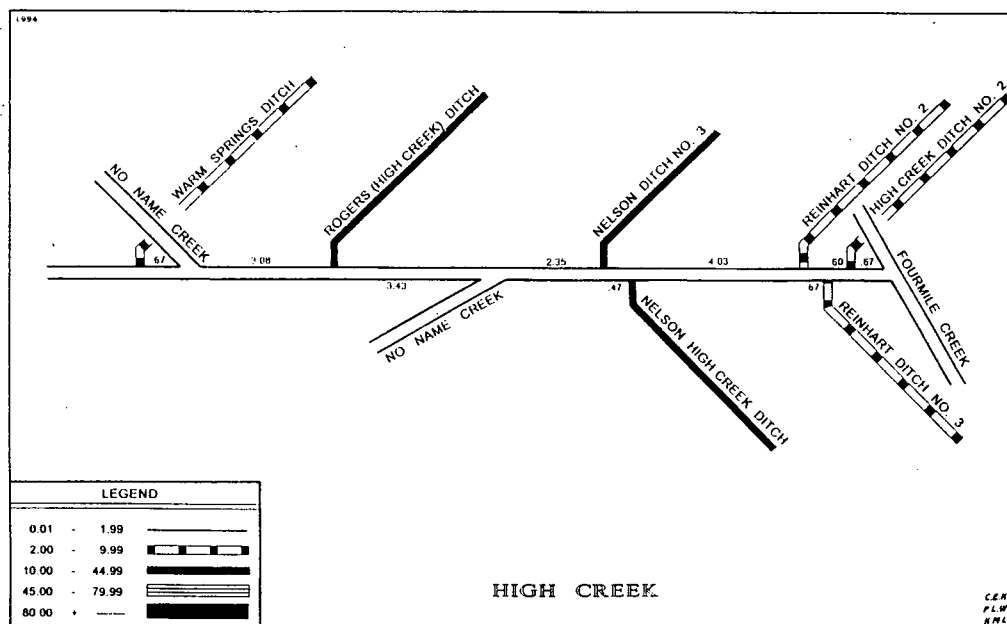 1994
WARM SPRINGS DITCH
NO NAME CREEK
ROGERS (HIGH CREEK) DITCH
NELSON DITCH NO. 3
REINHART DITCH NO. 2
HIGH CREEK DITCH NO. 2
.67
3.08
2.35
4.03
.60
.67
FOURMILE CREEK
3.43
NO NAME CREEK
.47
NELSON HIGH CREEK DITCH
.67
REINHART DITCH NO. 3
LEGEND
0.01 - 1.99
2.00 - 9.99
10.00 - 44.99
45.00 - 79.99
80.00 + ----
HIGH CREEK